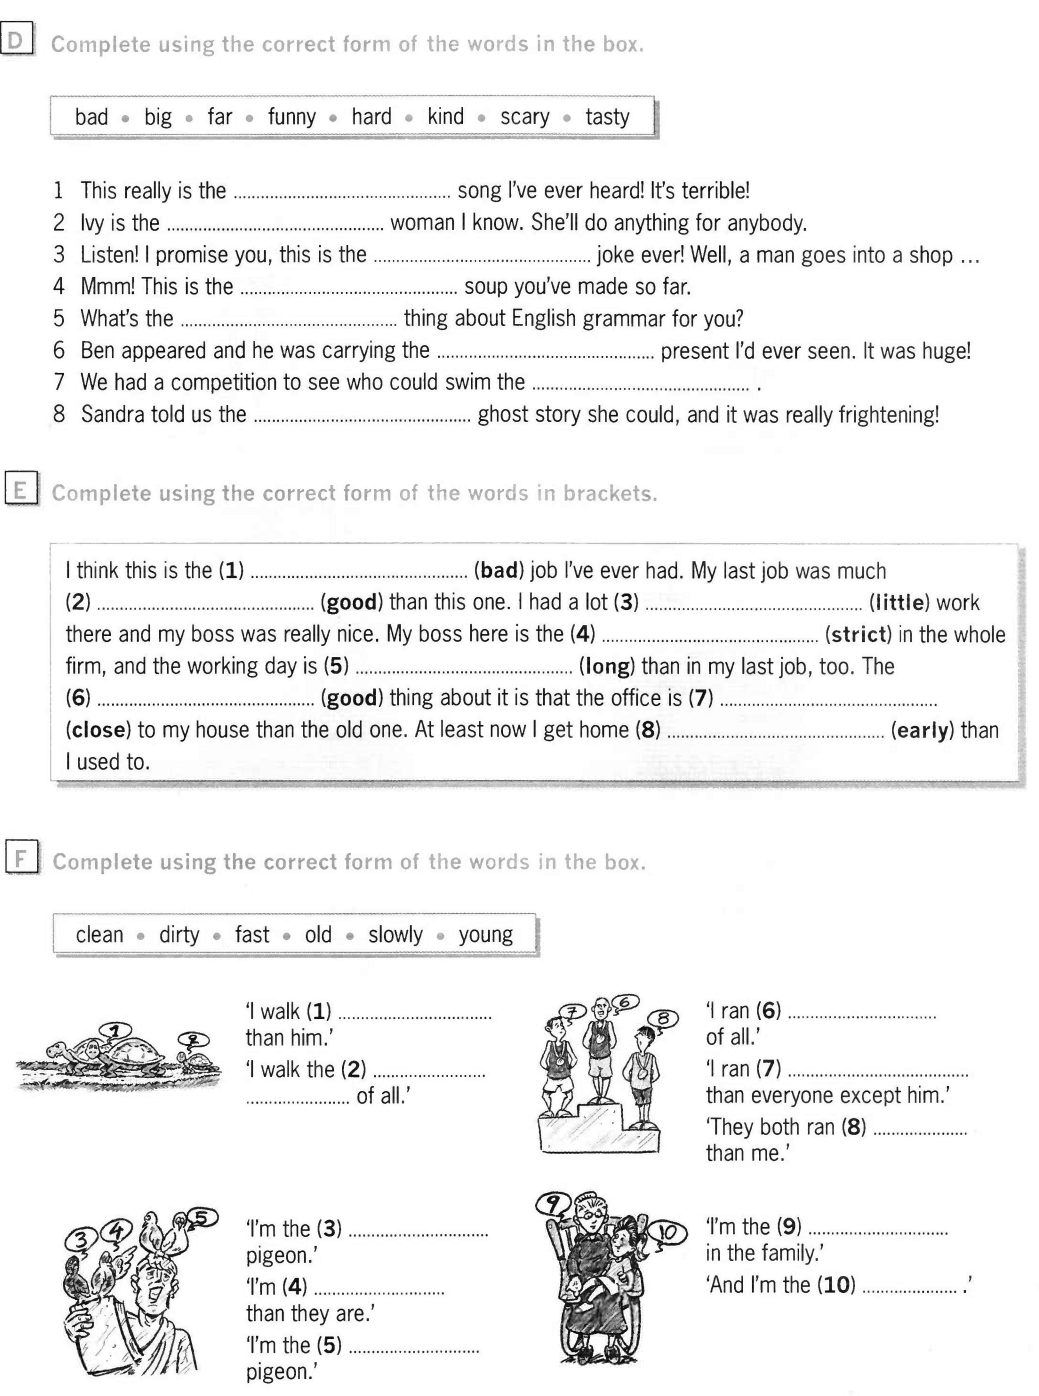 D Complete using the correct form of the words in the box.
bad • big • far • funny • hard • kind • scary • tasty
1 This really is the ................................................ song I've ever heard! It's terrible!
2 Ivy is the ................................................ woman I know. She'll do anything for anybody.
3 Listen! I promise you, this is the ................................................ joke ever! Well, a man goes into a shop ...
4 Mmm! This is the ................................................ soup you've made so far.
5 What's the ................................................ thing about English grammar for you?
6 Ben appeared and he was carrying the ................................................ present I'd ever seen. It was huge!
7 We had a competition to see who could swim the ................................................ .
8 Sandra told us the ................................................ ghost story she could, and it was really frightening!
E Complete using the correct form of the words in brackets.
I think this is the (1) ................................................ (bad) job I've ever had. My last job was much
(2) ................................................ (good) than this one. I had a lot (3) ................................................ (little) work
there and my boss was really nice. My boss here is the (4) ................................................ (strict) in the whole
firm, and the working day is (5) ................................................ (long) than in my last job, too. The
(6) ................................................ (good) thing about it is that the office is (7) ................................................
(close) to my house than the old one. At least now I get home (8) ................................................ (early) than
I used to.
F Complete using the correct form of the words in the box.
clean • dirty • fast • old • slowly • young
1
2
'I walk (1) ..................................
than him.'
'I walk the (2) .........................
....................... of all.'
7
6
8
'I ran (6) .................................
of all.'
'I ran (7) ........................................
than everyone except him.'
'They both ran (8) .....................
than me.'
3
4
5
'I'm the (3) ...............................
pigeon.'
'I'm (4) .............................
than they are.'
'I'm the (5) .............................
pigeon.'
9
10
'I'm the (9) ...............................
in the family.'
'And I'm the (10) ..................... .'